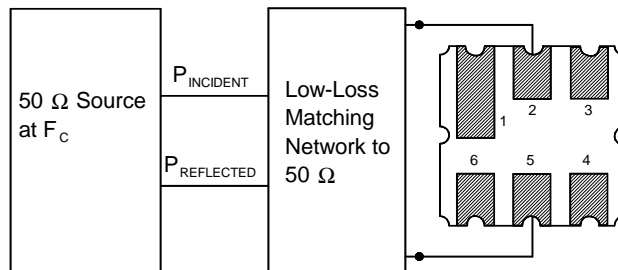 50 Ω Source
at F_C
P_INCIDENT
P_REFLECTED
Low-Loss
Matching
Network to
50 Ω
1
2
3
6
5
4